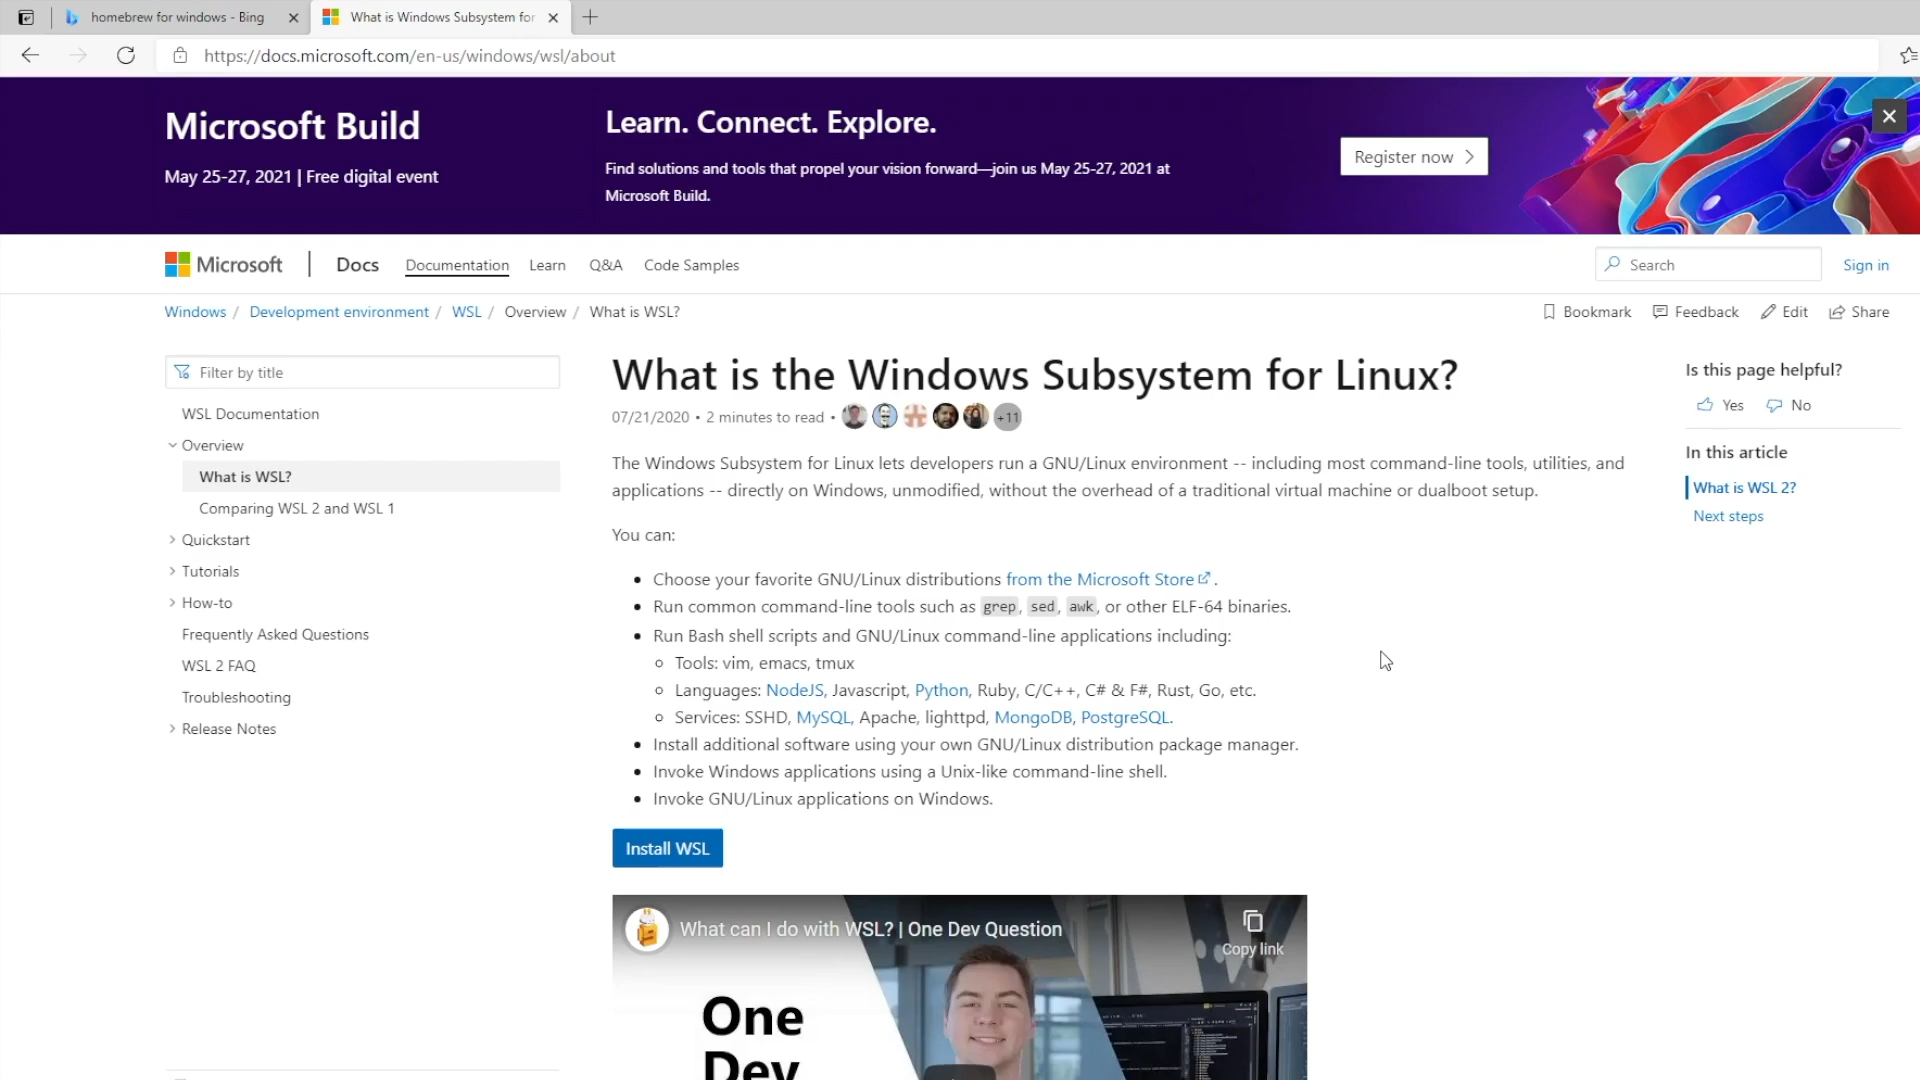 homebrew for windows - Bing
What is Windows Subsystem for
https://docs.microsoft.com/en-us/windows/wsl/about
Microsoft Build
May 25-27, 2021 | Free digital event
Learn. Connect. Explore.
Find solutions and tools that propel your vision forward—join us May 25-27, 2021 at
Microsoft Build.
Register now
Microsoft
Docs
Documentation
Learn
Q&A
Code Samples
Search
Sign in
Windows / Development environment / WSL / Overview / What is WSL?
Bookmark
Feedback
Edit
Share
Filter by title
WSL Documentation
Overview
What is WSL?
Comparing WSL 2 and WSL 1
Quickstart
Tutorials
How-to
Frequently Asked Questions
WSL 2 FAQ
Troubleshooting
Release Notes
What is the Windows Subsystem for Linux?
07/21/2020 • 2 minutes to read • +11
The Windows Subsystem for Linux lets developers run a GNU/Linux environment -- including most command-line tools, utilities, and
applications -- directly on Windows, unmodified, without the overhead of a traditional virtual machine or dualboot setup.
You can:
• Choose your favorite GNU/Linux distributions from the Microsoft Store .
• Run common command-line tools such as grep, sed, awk, or other ELF-64 binaries.
• Run Bash shell scripts and GNU/Linux command-line applications including:
○ Tools: vim, emacs, tmux
○ Languages: NodeJS, Javascript, Python, Ruby, C/C++, C# & F#, Rust, Go, etc.
○ Services: SSHD, MySQL, Apache, lighttpd, MongoDB, PostgreSQL.
• Install additional software using your own GNU/Linux distribution package manager.
• Invoke Windows applications using a Unix-like command-line shell.
• Invoke GNU/Linux applications on Windows.
Install WSL
What can I do with WSL? | One Dev Question
Copy link
One
Dev
Is this page helpful?
Yes
No
In this article
What is WSL 2?
Next steps